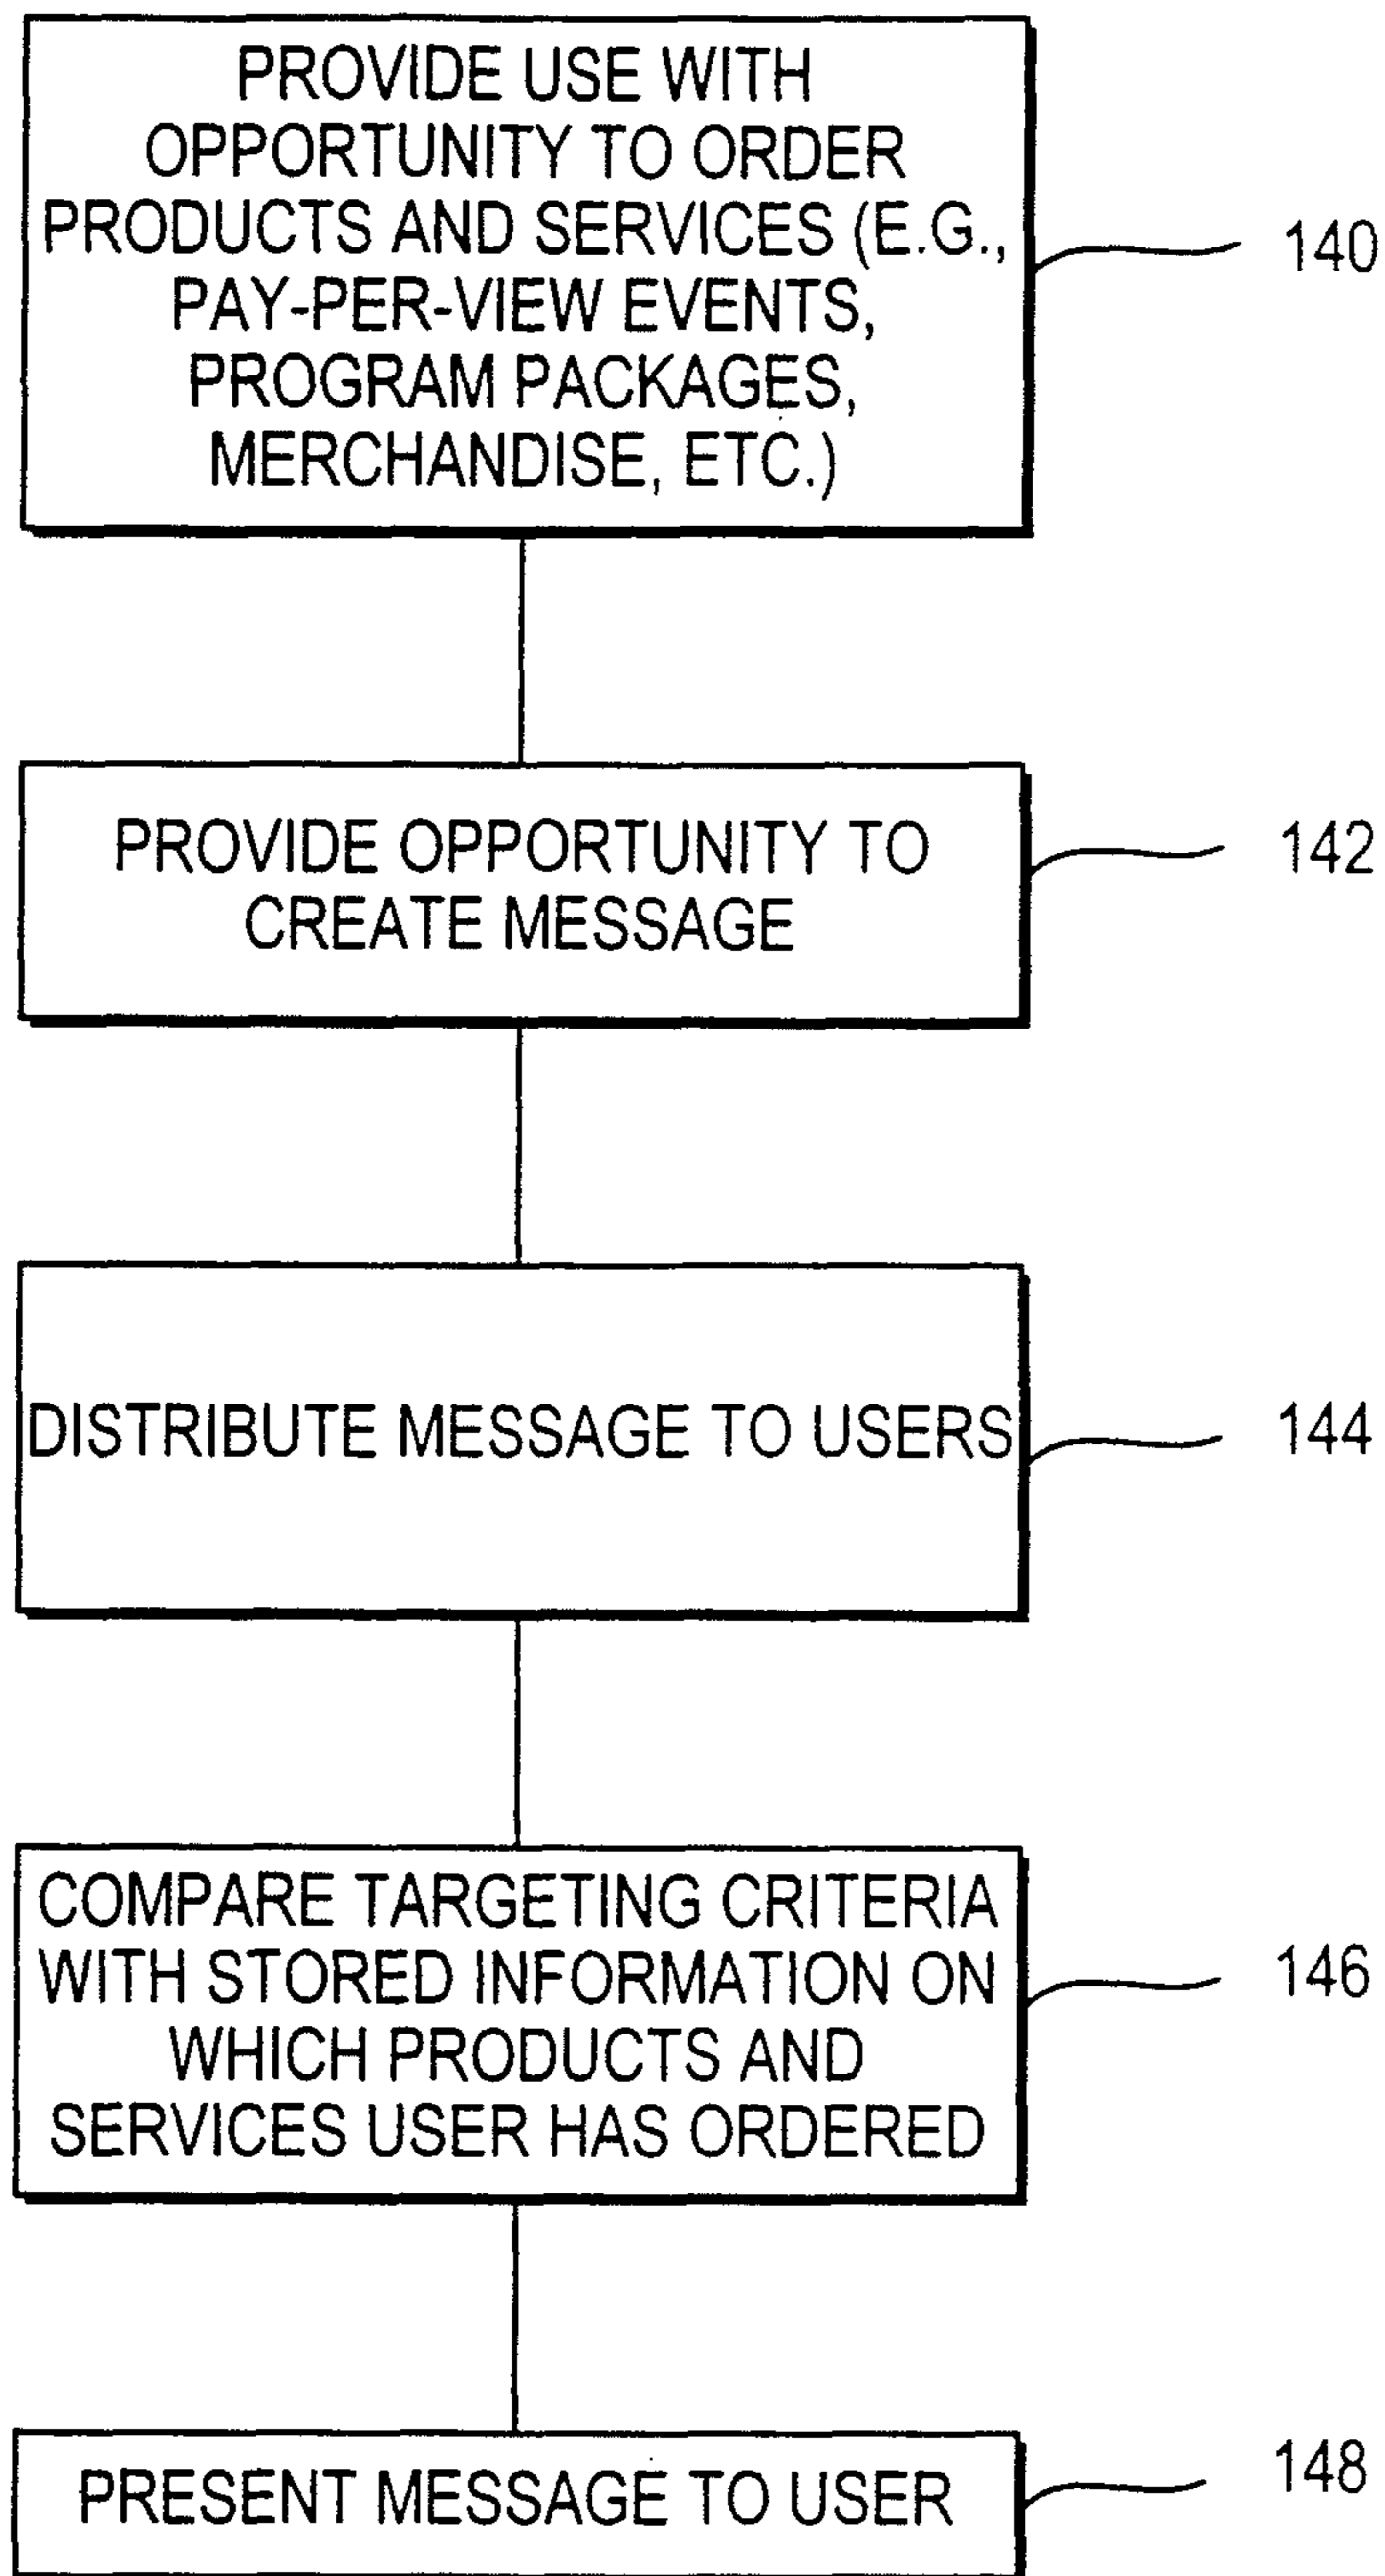 PROVIDE USE WITH
OPPORTUNITY TO ORDER
PRODUCTS AND SERVICES (E.G.,
PAY-PER-VIEW EVENTS,
PROGRAM PACKAGES,
MERCHANDISE, ETC.)
140
PROVIDE OPPORTUNITY TO
CREATE MESSAGE
142
DISTRIBUTE MESSAGE TO USERS
144
COMPARE TARGETING CRITERIA
WITH STORED INFORMATION ON
WHICH PRODUCTS AND
SERVICES USER HAS ORDERED
146
PRESENT MESSAGE TO USER
148